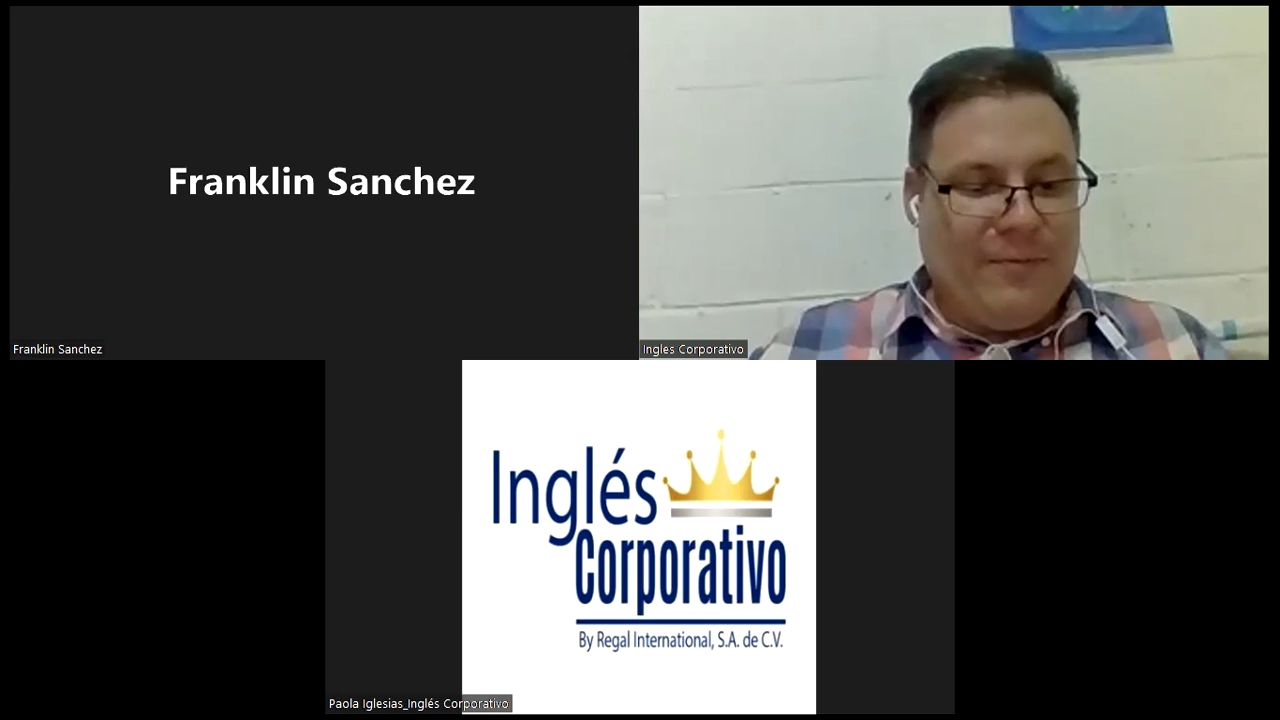 Franklin Sanchez
Franklin Sanchez
Ingles Corporativo
Inglés
Corporativo
By Regal International, S.A. de C.V.
Paola Iglesias_Inglés Corporativo